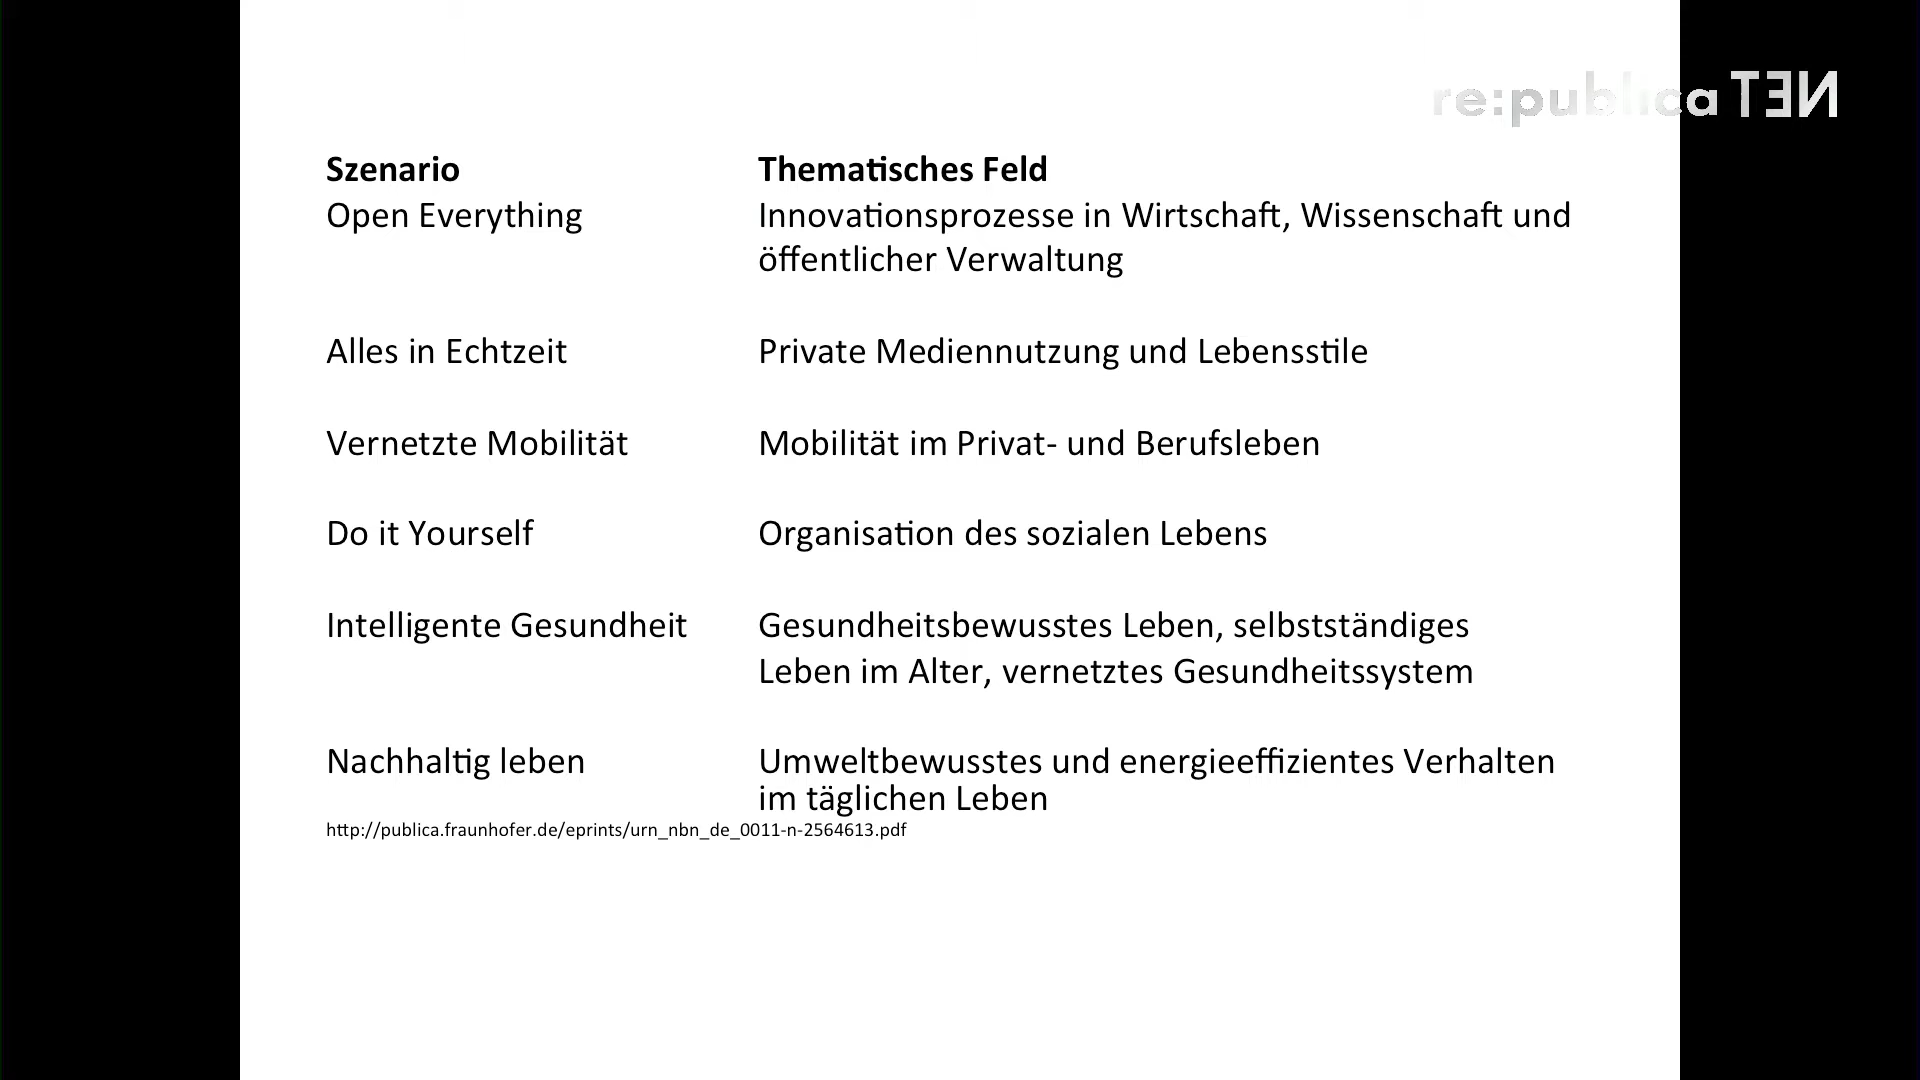 re:publica TEN
Szenario Thematisches Feld
Open Everything Innovationsprozesse in Wirtschaft, Wissenschaft und
öffentlicher Verwaltung
Alles in Echtzeit Private Mediennutzung und Lebensstile
Vernetzte Mobilität Mobilität im Privat- und Berufsleben
Do it Yourself Organisation des sozialen Lebens
Intelligente Gesundheit Gesundheitsbewusstes Leben, selbstständiges
Leben im Alter, vernetztes Gesundheitssystem
Nachhaltig leben Umweltbewusstes und energieeffizientes Verhalten
im täglichen Leben
http://publica.fraunhofer.de/eprints/urn_nbn_de_0011-n-2564613.pdf